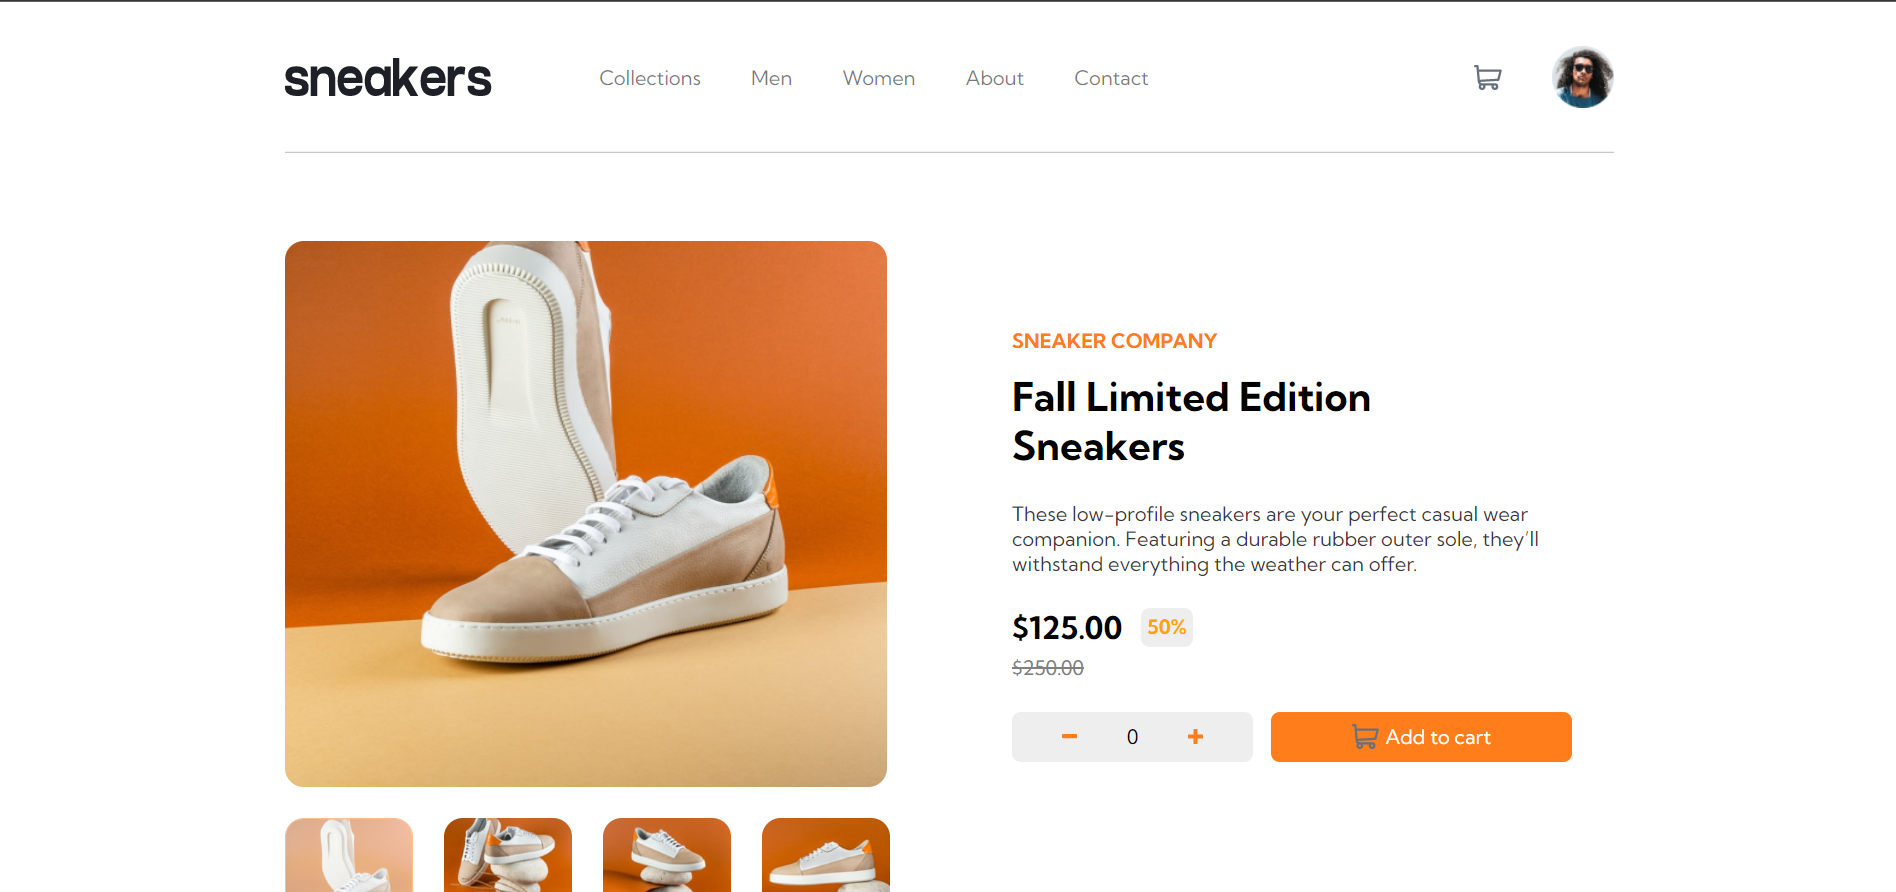 sneakers
Collections Men Women About Contact
SNEAKER COMPANY
Fall Limited Edition
Sneakers
These low-profile sneakers are your perfect casual wear
companion. Featuring a durable rubber outer sole, they'll
withstand everything the weather can offer.
$125.00 50%
$250.00
0 Add to cart